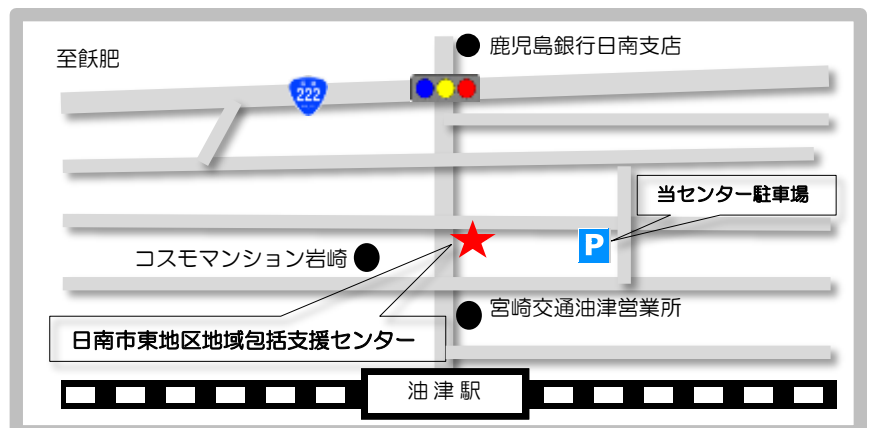 鹿児島銀行日南支店
至飫肥
222
当センター駐車場
P
コスモマンション岩崎
宮崎交通油津営業所
日南市東地区地域包括支援センター
油津駅